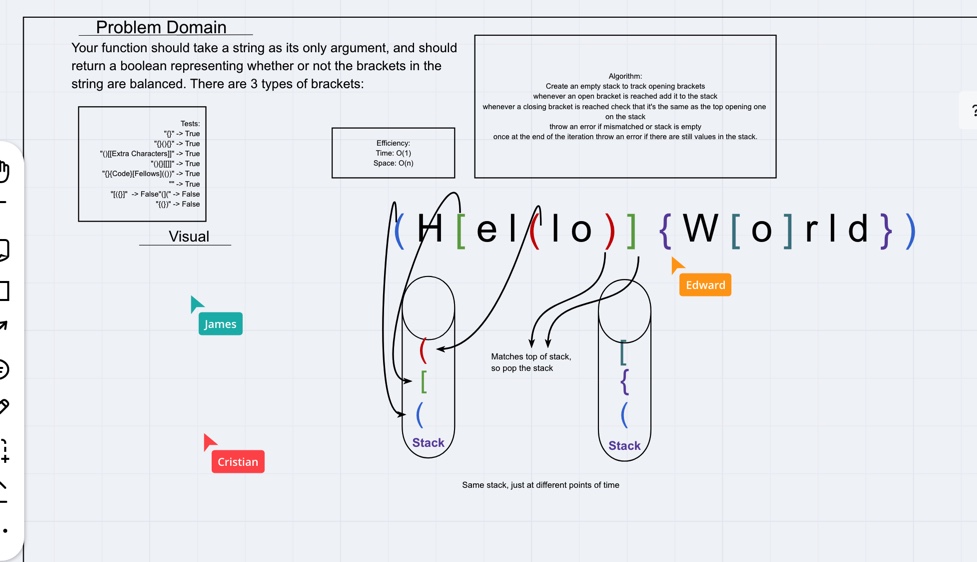 Problem Domain
Your function should take a string as its only argument, and should
return a boolean representing whether or not the brackets in the
string are balanced. There are 3 types of brackets:
Tests:
"{}" -> True
"{}(){}" -> True
"()[[Extra Characters]]" -> True
"(){}[[]]" -> True
"{}{Code}[Fellows](())" -> True
"" -> True
"[({}]" -> False"(](" -> False
"{(})" -> False
Efficiency:
Time: O(1)
Space: O(n)
Algorithm:
Create an empty stack to track opening brackets
whenever an open bracket is reached add it to the stack
whenever a closing bracket is reached check that it's the same as the top opening one
on the stack
throw an error if mismatched or stack is empty
once at the end of the iteration throw an error if there are still values in the stack.
Visual
( H [ e l ( l o ) ] { W [ o ] r l d } )
Edward
James
Cristian
(
[
(
Stack
Matches top of stack,
so pop the stack
[
{
(
Stack
Same stack, just at different points of time
?